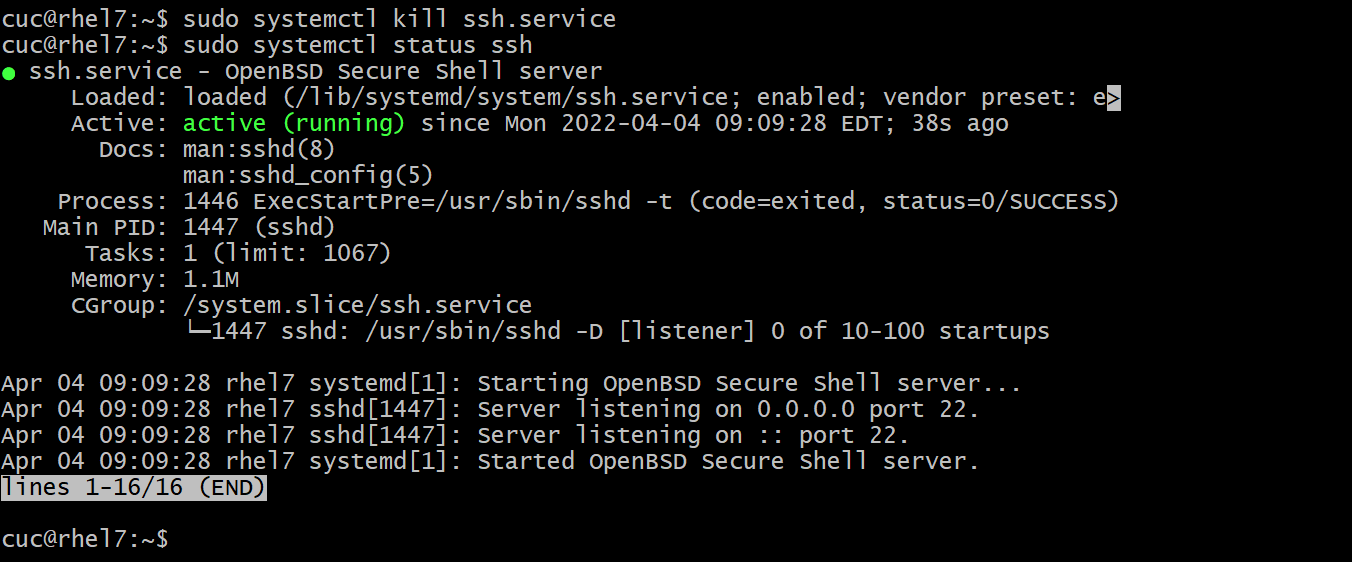 cuc@rhel7:~$ sudo systemctl kill ssh.service
cuc@rhel7:~$ sudo systemctl status ssh
● ssh.service - OpenBSD Secure Shell server
     Loaded: loaded (/lib/systemd/system/ssh.service; enabled; vendor preset: e>
     Active: active (running) since Mon 2022-04-04 09:09:28 EDT; 38s ago
       Docs: man:sshd(8)
             man:sshd_config(5)
    Process: 1446 ExecStartPre=/usr/sbin/sshd -t (code=exited, status=0/SUCCESS)
   Main PID: 1447 (sshd)
      Tasks: 1 (limit: 1067)
     Memory: 1.1M
     CGroup: /system.slice/ssh.service
             └─1447 sshd: /usr/sbin/sshd -D [listener] 0 of 10-100 startups

Apr 04 09:09:28 rhel7 systemd[1]: Starting OpenBSD Secure Shell server...
Apr 04 09:09:28 rhel7 sshd[1447]: Server listening on 0.0.0.0 port 22.
Apr 04 09:09:28 rhel7 sshd[1447]: Server listening on :: port 22.
Apr 04 09:09:28 rhel7 systemd[1]: Started OpenBSD Secure Shell server.
lines 1-16/16 (END)

cuc@rhel7:~$